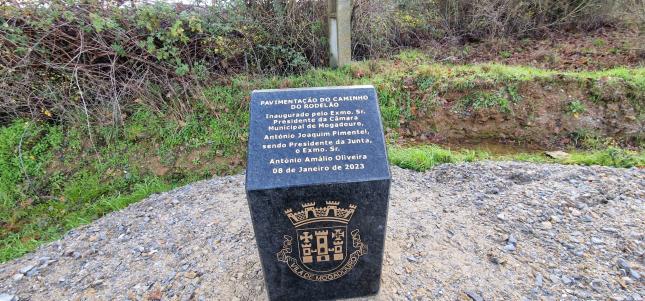 PAVIMENTAÇÃO DO CAMINHO
DO RODELÃO
Inaugurado pelo Exmo. Sr.
Presidente da Câmara
Municipal de Mogadouro,
António Joaquim Pimentel,
sendo Presidente da Junta,
o Exmo. Sr.
António Amálio Oliveira
08 de Janeiro de 2023
VILA DE MOGADOURO